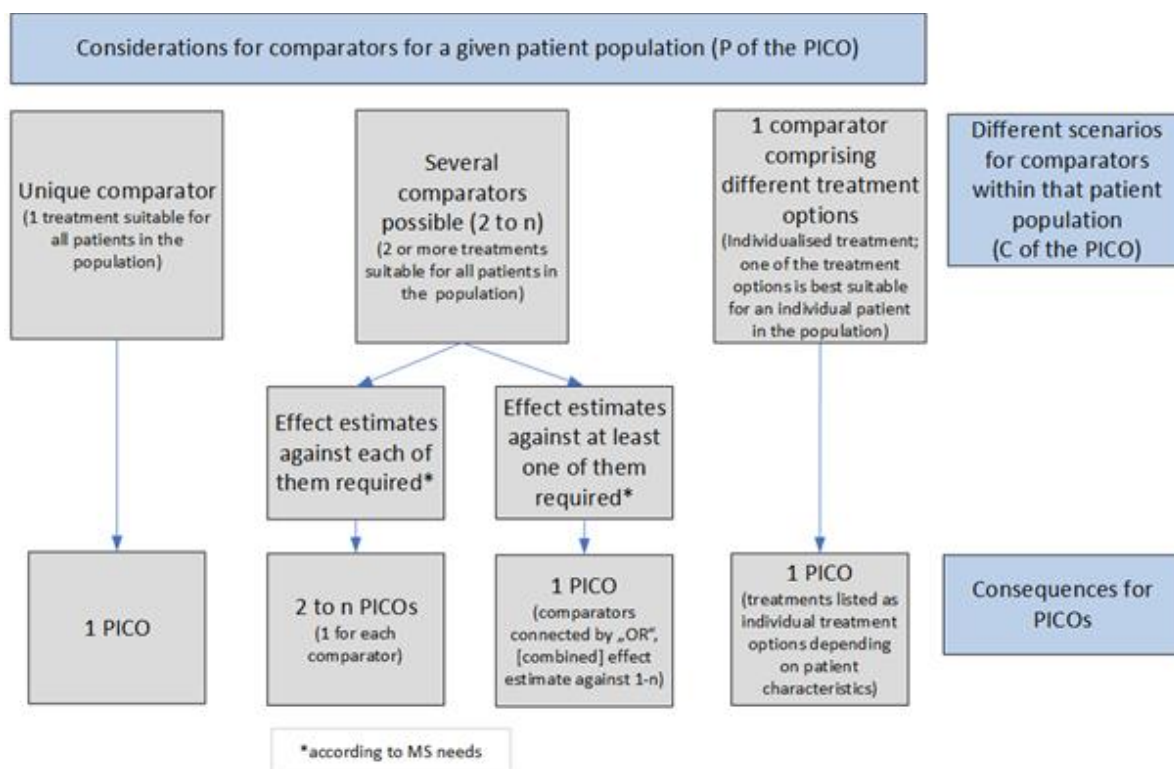 Considerations for comparators for a given patient population (P of the PICO)
Unique comparator
(1 treatment suitable for
all patients in the
population)
Several
comparators
possible (2 to n)
(2 or more treatments
suitable for all patients in
the population)
1 comparator
comprising
different treatment
options
(Individualised treatment;
one of the treatment
options is best suitable
for an individual patient
in the population)
Different scenarios
for comparators
within that patient
population
(C of the PICO)
Effect estimates
against each of
them required*
Effect estimates
against at least
one of them
required*
1 PICO
2 to n PICOs
(1 for each
comparator)
1 PICO
(comparators
connected by „OR“,
[combined] effect
estimate against 1-n)
1 PICO
(treatments listed as
individual treatment
options depending
on patient
characteristics)
Consequences for
PICOs
*according to MS needs